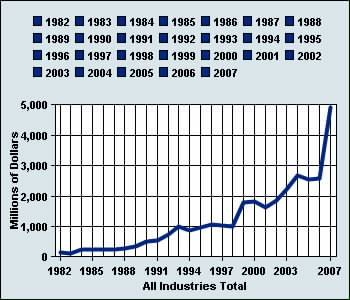 1982 1983 1984 1985 1986 1987 1988
1989 1990 1991 1992 1993 1994 1995
1996 1997 1998 1999 2000 2001 2002
2003 2004 2005 2006 2007
5,000
4,000
3,000
2,000
1,000
0
Millions of Dollars
1982 1985 1988 1991 1994 1997 2000 2003 2007
All Industries Total